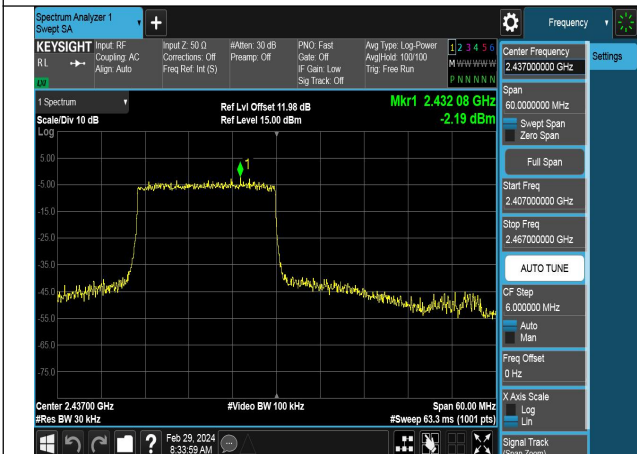 Spectrum Analyzer 1
Swept SA
+
Frequency
KEYSIGHT
RL
Input: RF
Coupling: AC
Align: Auto
Input Z: 50 Ω
Corrections: Off
Freq Ref: Int (S)
#Atten: 30 dB
Preamp: Off
PNO: Fast
Gate: Off
IF Gain: Low
Sig Track: Off
Avg Type: Log-Power
Avg|Hold: 100/100
Trig: Free Run
1 2 3 4 5 6
M W W W W W
P N N N N N
Center Frequency
2.437000000 GHz
Settings
Span
60.0000000 MHz
Swept Span
Zero Span
Full Span
Start Freq
2.407000000 GHz
Stop Freq
2.467000000 GHz
AUTO TUNE
CF Step
6.000000 MHz
Auto
Man
Freq Offset
0 Hz
X Axis Scale
Log
Lin
Signal Track
(Span Zoom)
1 Spectrum
Scale/Div 10 dB
Log
Ref Lvl Offset 11.98 dB
Ref Level 15.00 dBm
Mkr1 2.432 08 GHz
-2.19 dBm
1
5.00
-5.00
-15.0
-25.0
-35.0
-45.0
-55.0
-65.0
-75.0
Center 2.43700 GHz
#Res BW 30 kHz
#Video BW 100 kHz
Span 60.00 MHz
#Sweep 63.3 ms (1001 pts)
?
Feb 29, 2024
8:33:59 AM